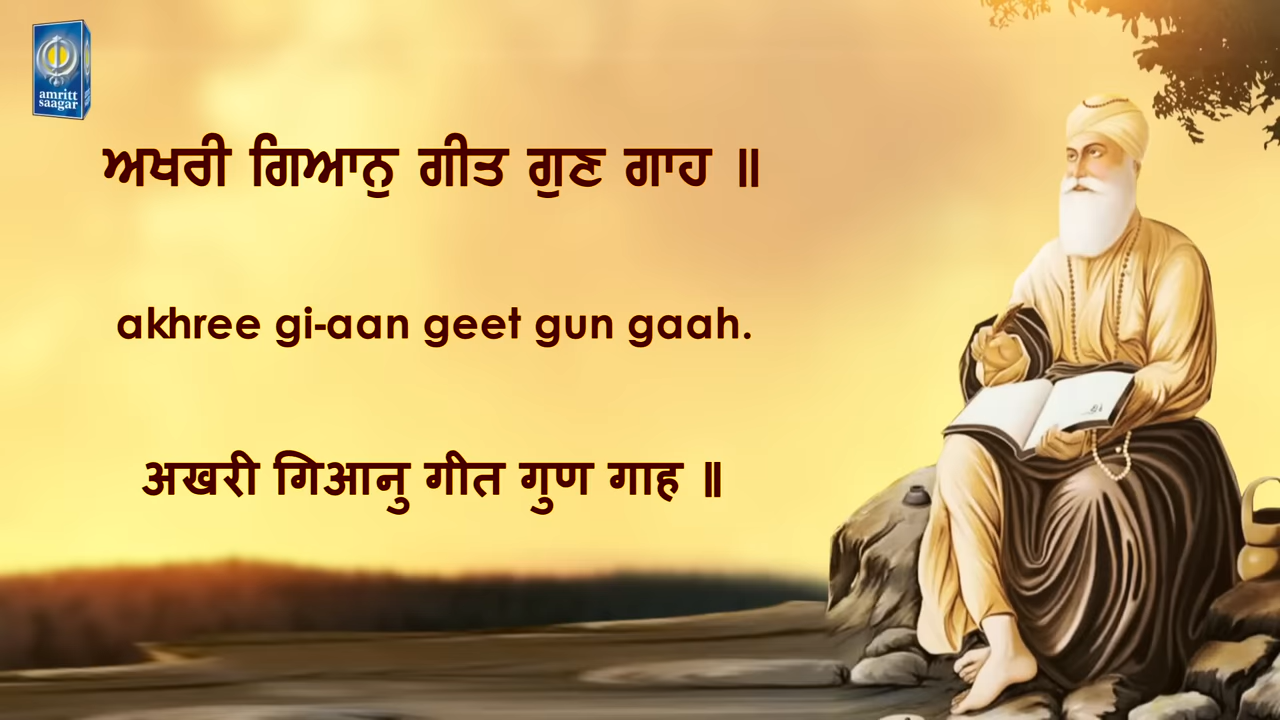 amritt
saagar
ਅਖਰੀ ਗਿਆਨੁ ਗੀਤ ਗੁਣ ਗਾਹ ॥
akhree gi-aan geet gun gaah.
अखरी गिआनु गीत गुण गाह ॥